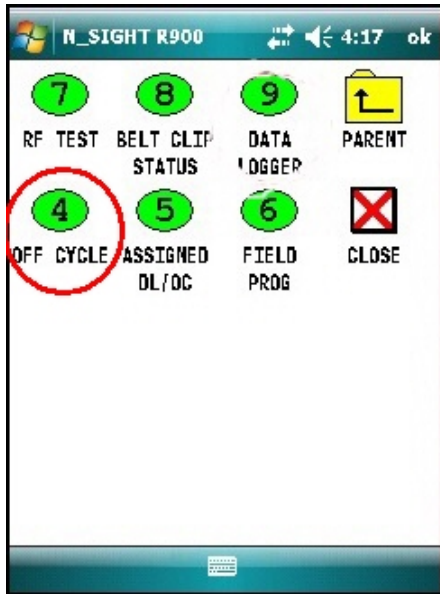 N_SIGHT R900 4:17 ok
7 8 9
RF TEST BELT CLIP DATA PARENT
STATUS LOGGER
4 5 6
OFF CYCLE ASSIGNED FIELD CLOSE
DL/OC PROG